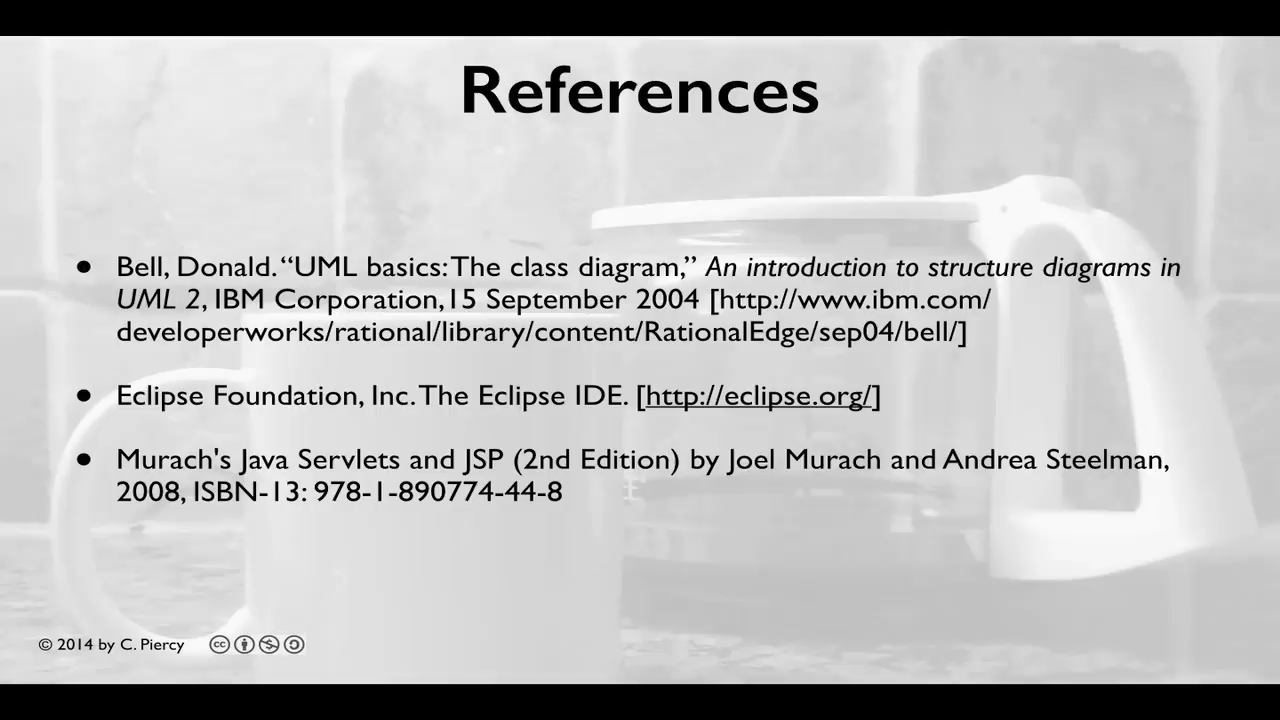 References
• Bell, Donald. “UML basics: The class diagram,” An introduction to structure diagrams in
UML 2, IBM Corporation, 15 September 2004 [http://www.ibm.com/
developerworks/rational/library/content/RationalEdge/sep04/bell/]
• Eclipse Foundation, Inc. The Eclipse IDE. [http://eclipse.org/]
• Murach's Java Servlets and JSP (2nd Edition) by Joel Murach and Andrea Steelman,
2008, ISBN-13: 978-1-890774-44-8
© 2014 by C. Piercy cc